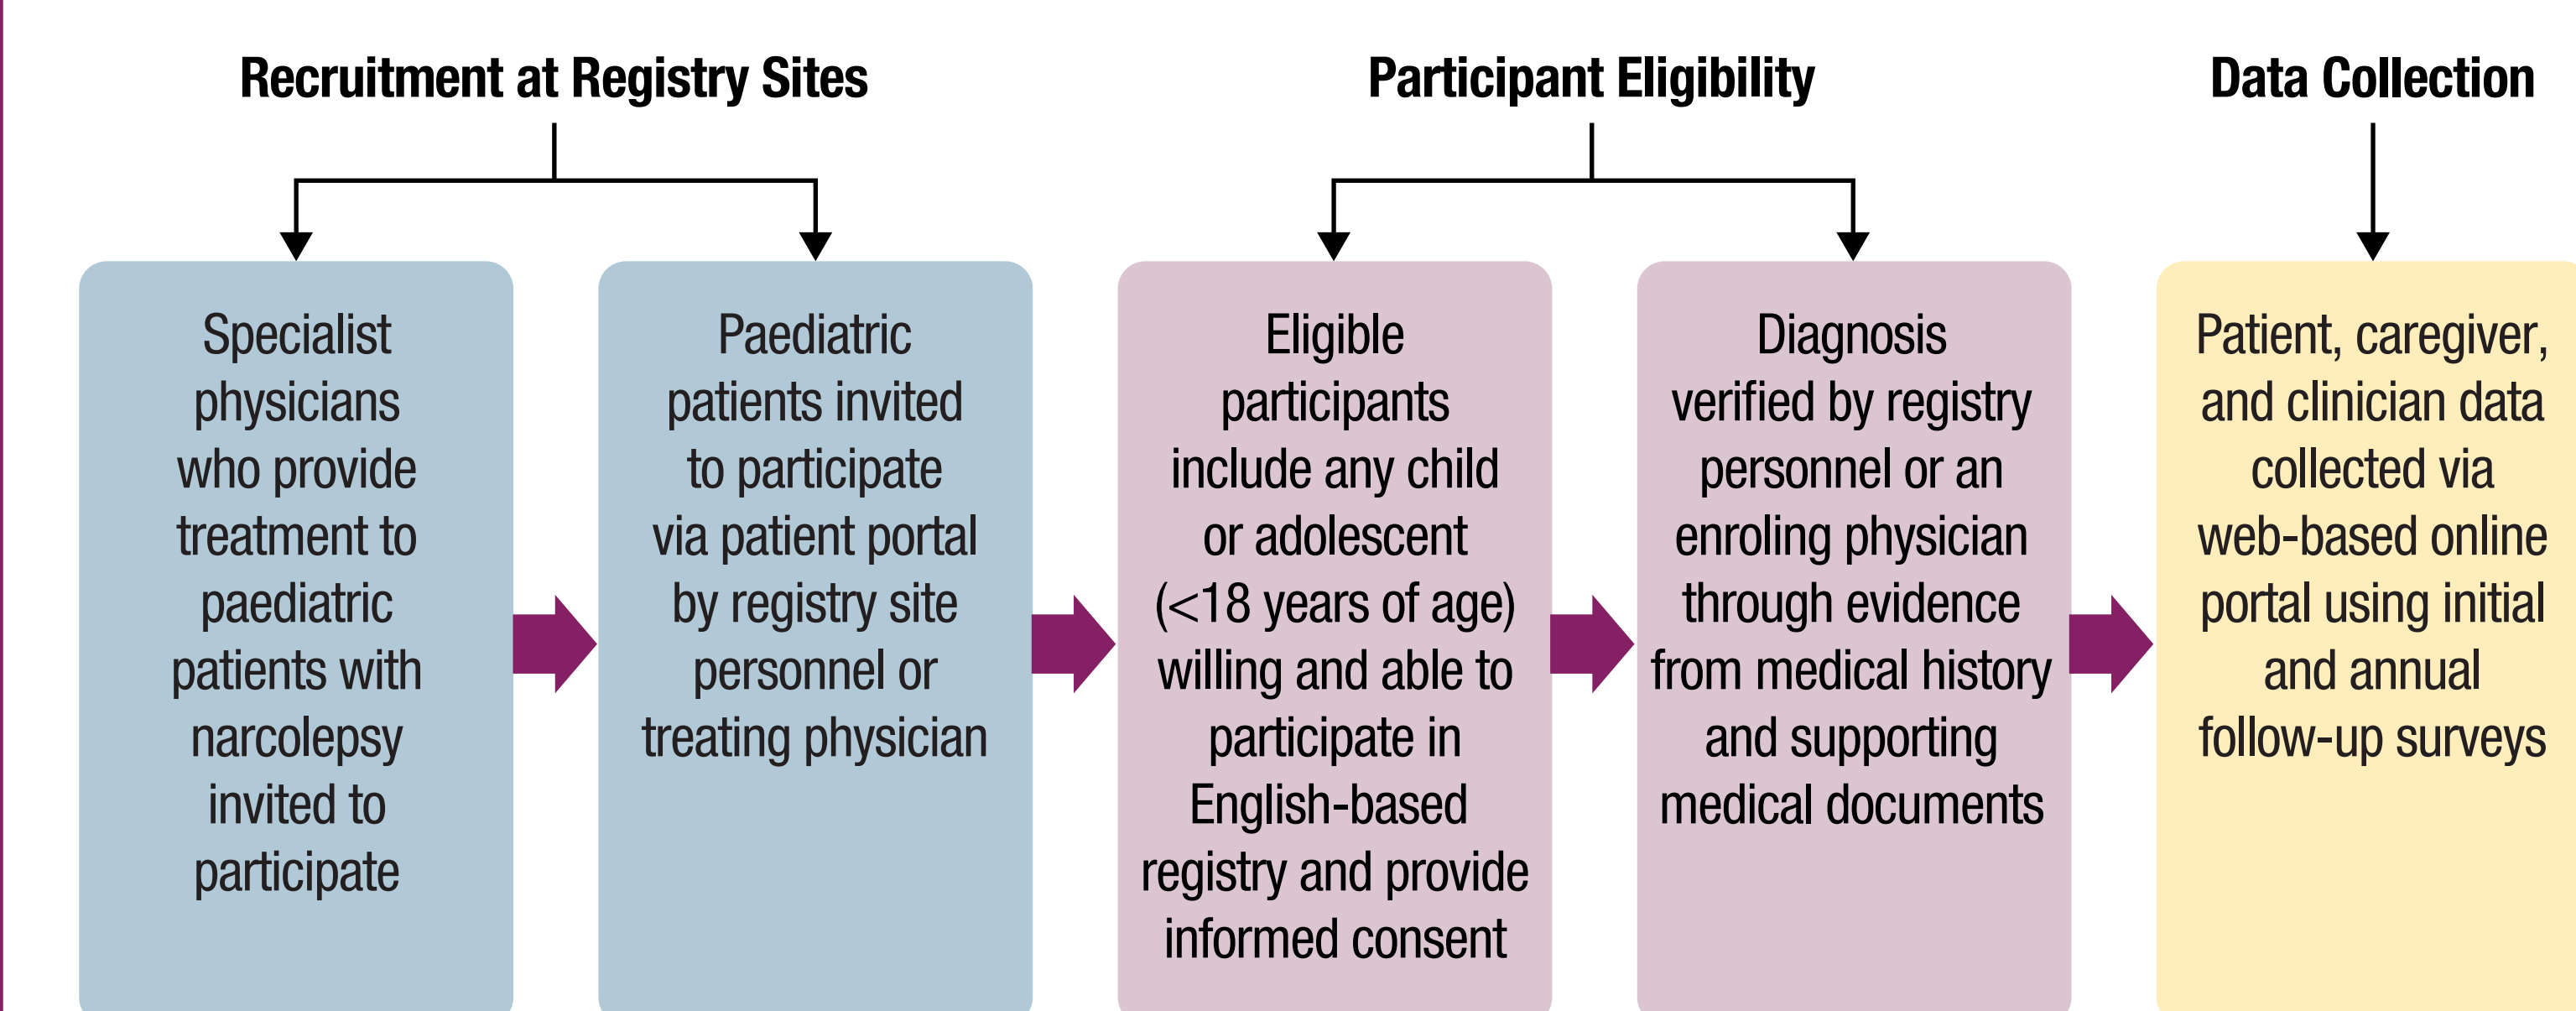 Recruitment at Registry Sites
Specialist
physicians
who provide
treatment to
paediatric
patients with
narcolepsy
invited to
participate
Paediatric
patients invited
to participate
via patient portal
by registry site
personnel or
treating physician
Participant Eligibility
Eligible
participants
include any child
or adolescent
(<18 years of age)
willing and able to
participate in
English-based
registry and provide
informed consent
Diagnosis
verified by registry
personnel or an
enroling physician
through evidence
from medical history
and supporting
medical documents
Data Collection
Patient, caregiver,
and clinician data
collected via
web-based online
portal using initial
and annual
follow-up surveys